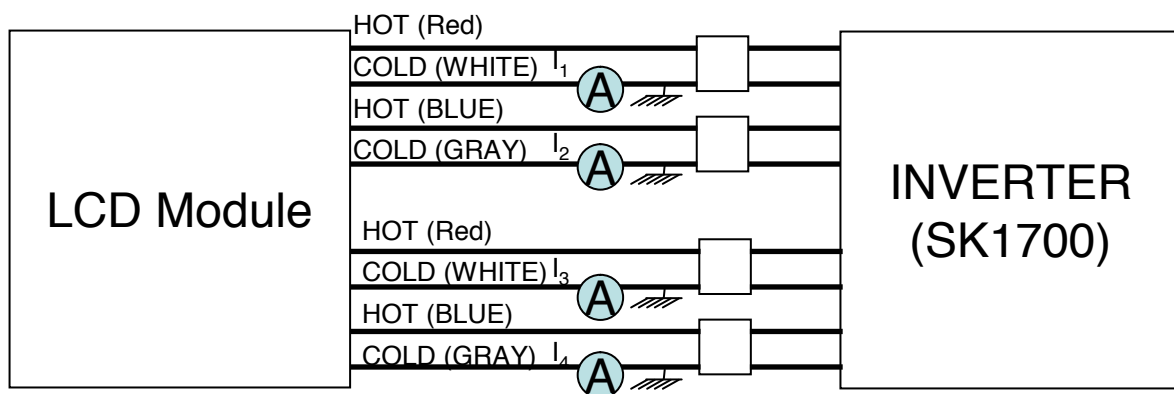 HOT (Red)
COLD (WHITE) I₁
A
HOT (BLUE)
COLD (GRAY) I₂
A
LCD Module
INVERTER
(SK1700)
HOT (Red)
COLD (WHITE) I₃
A
HOT (BLUE)
COLD (GRAY) I₄
A